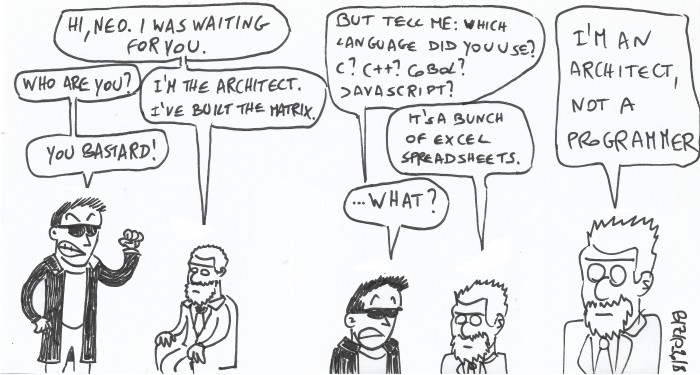 HI, NEO. I WAS WAITING
FOR YOU.
WHO ARE YOU?
I'M THE ARCHITECT.
I'VE BUILT THE MATRIX.
YOU BASTARD!
BUT TELL ME: WHICH
LANGUAGE DID YOU USE?
C? C++? COBOL?
JAVASCRIPT?
IT'S A BUNCH
OF EXCEL
SPREADSHEETS.
...WHAT?
I'M AN
ARCHITECT,
NOT A
PROGRAMMER